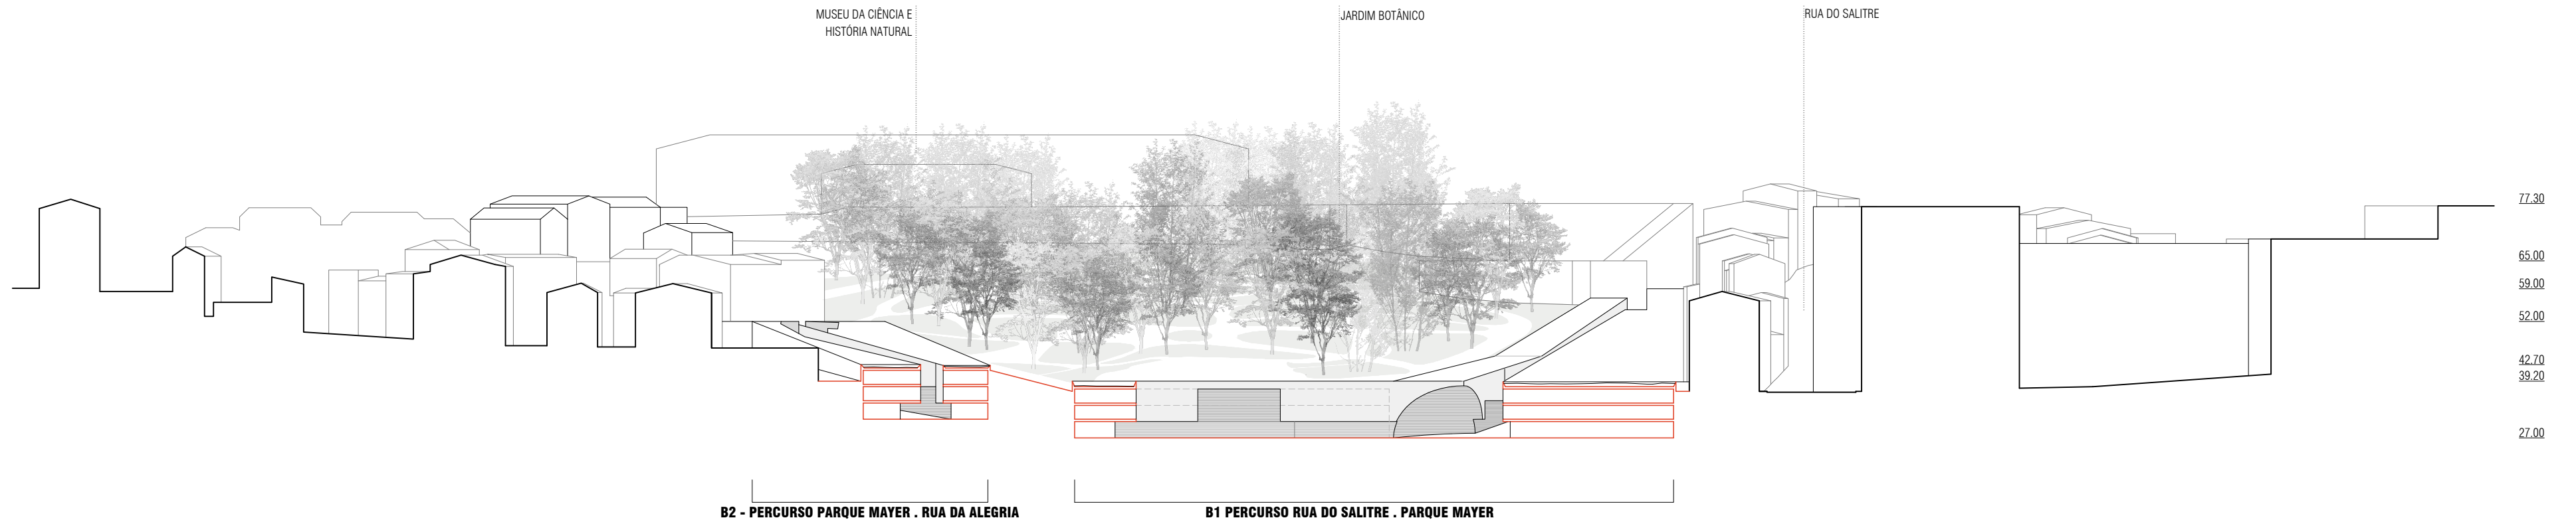 MUSEU DA CIÊNCIA E
HISTÓRIA NATURAL
JARDIM BOTÂNICO
RUA DO SALITRE
77.30
65.00
59.00
52.00
42.70
39.20
27.00
B2 - PERCURSO PARQUE MAYER . RUA DA ALEGRIA
B1 PERCURSO RUA DO SALITRE . PARQUE MAYER